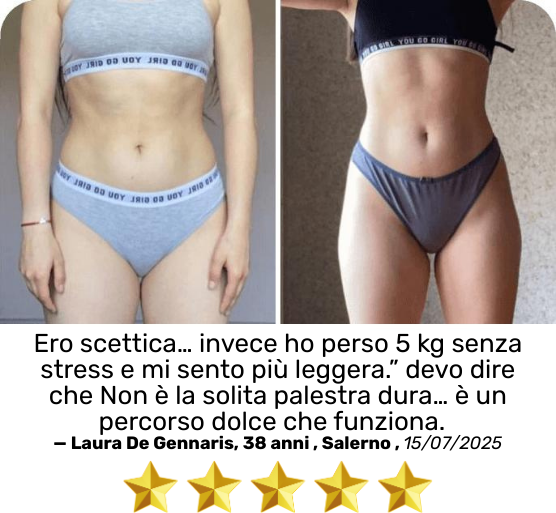 YOU GO GIRL YOU GO GIRL YOU GO
GO GIRL YOU GO GIRL YOU GO
YOU GO GIRL YOU GO GIRL YOU GO GIRL
Ero scettica… invece ho perso 5 kg senza
stress e mi sento più leggera.” devo dire
che Non è la solita palestra dura… è un
percorso dolce che funziona.
– Laura De Gennaris, 38 anni , Salerno , 15/07/2025